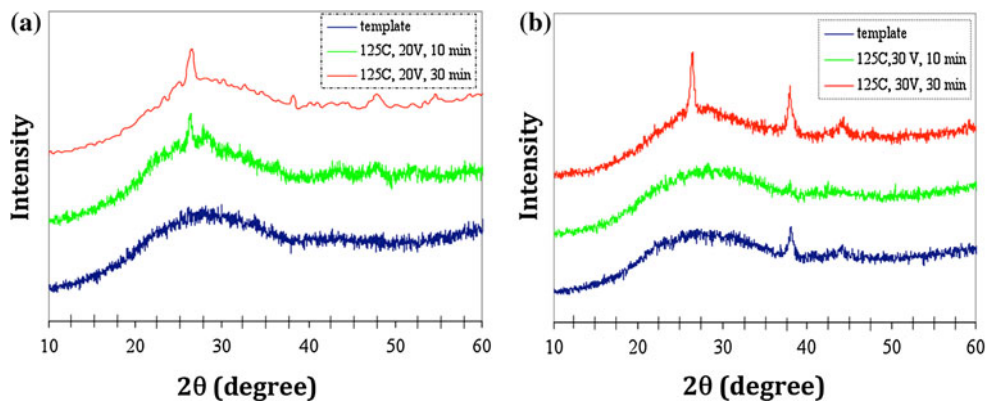 (a)
template
125C, 20V, 10 min
125C, 20V, 30 min
Intensity
10 20 30 40 50 60
2θ (degree)
(b)
template
125C,30 V, 10 min
125C, 30V, 30 min
Intensity
10 20 30 40 50 60
2θ (degree)